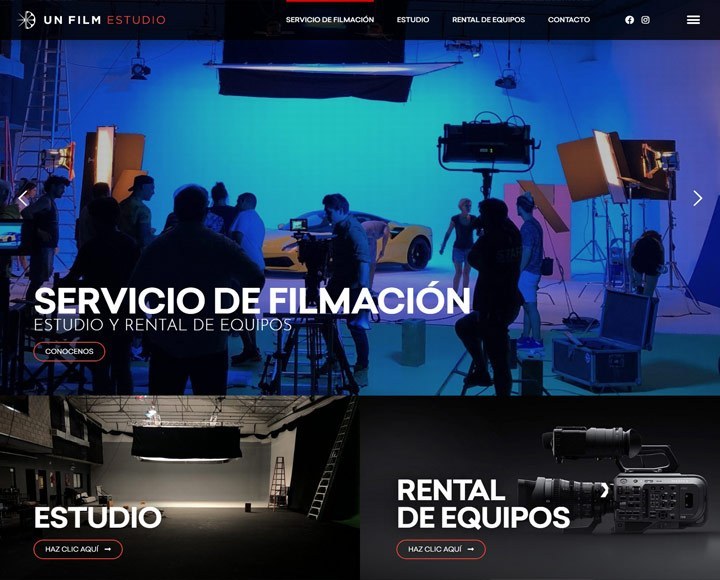 UN FILM ESTUDIO
SERVICIO DE FILMACIÓN ESTUDIO RENTAL DE EQUIPOS CONTACTO
SERVICIO DE FILMACIÓN
ESTUDIO Y RENTAL DE EQUIPOS
CONOCENOS
ESTUDIO
HAZ CLIC AQUÍ
RENTAL
DE EQUIPOS
HAZ CLIC AQUÍ